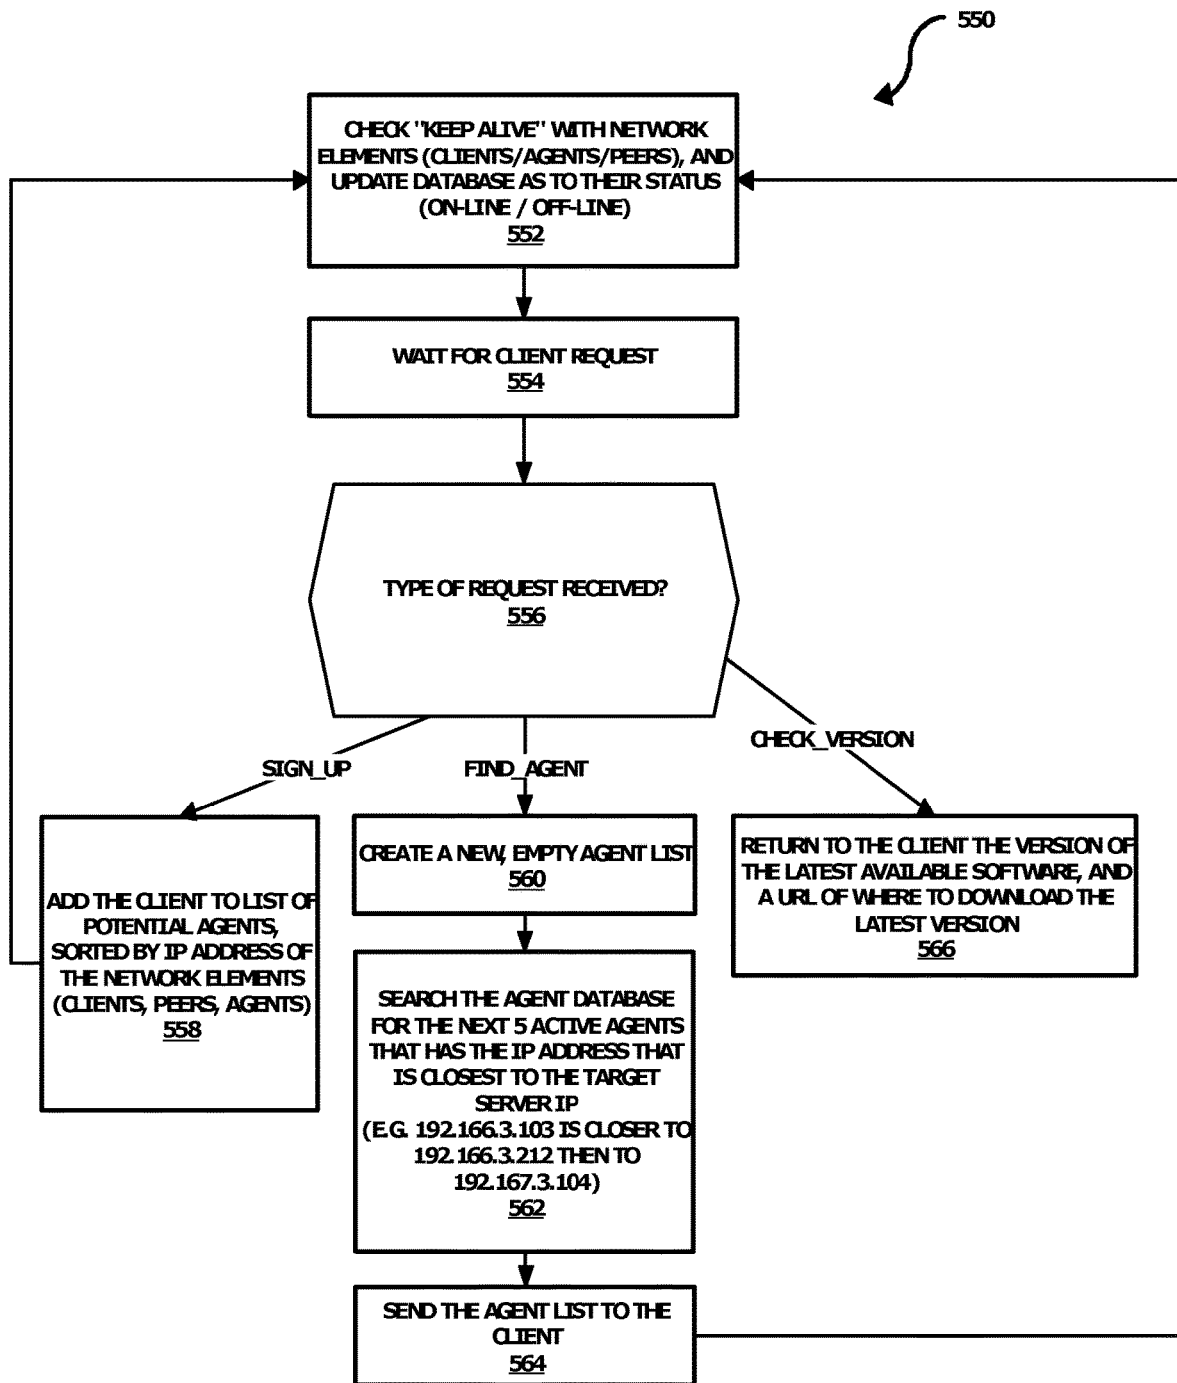 550
CHECK "KEEP ALIVE" WITH NETWORK
ELEMENTS (CLIENTS/AGENTS/PEERS), AND
UPDATE DATABASE AS TO THEIR STATUS
(ON-LINE / OFF-LINE)
552
WAIT FOR CLIENT REQUEST
554
TYPE OF REQUEST RECEIVED?
556
SIGN_UP
FIND_AGENT
CHECK_VERSION
ADD THE CLIENT TO LIST OF
POTENTIAL AGENTS,
SORTED BY IP ADDRESS OF
THE NETWORK ELEMENTS
(CLIENTS, PEERS, AGENTS)
558
CREATE A NEW, EMPTY AGENT LIST
560
SEARCH THE AGENT DATABASE
FOR THE NEXT 5 ACTIVE AGENTS
THAT HAS THE IP ADDRESS THAT
IS CLOSEST TO THE TARGET
SERVER IP
(E.G. 192.166.3.103 IS CLOSER TO
192.166.3.212 THEN TO
192.167.3.104)
562
SEND THE AGENT LIST TO THE
CLIENT
564
RETURN TO THE CLIENT THE VERSION OF
THE LATEST AVAILABLE SOFTWARE, AND
A URL OF WHERE TO DOWNLOAD THE
LATEST VERSION
566